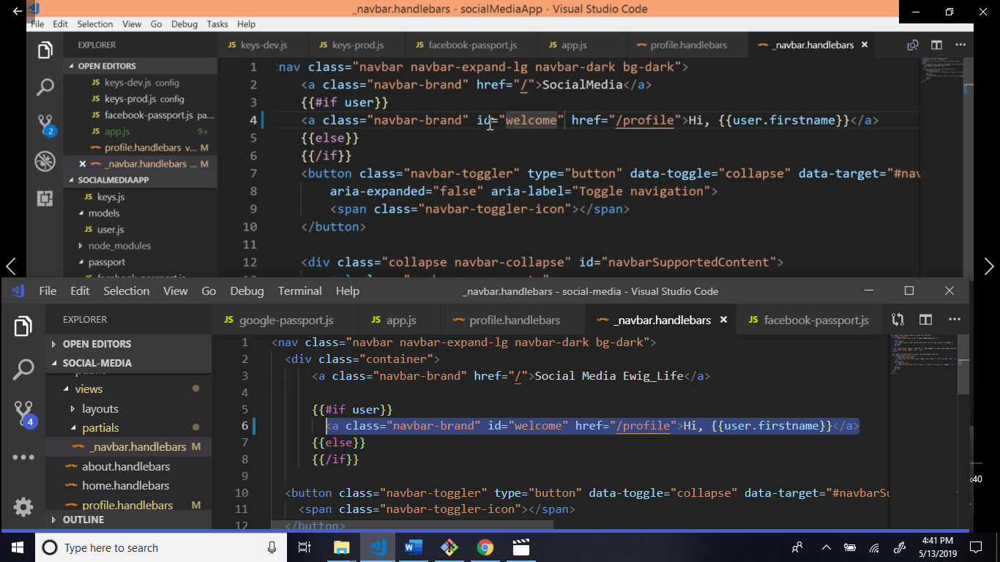 _navbar.handlebars - socialMediaApp - Visual Studio Code
File Edit Selection View Go Debug Tasks Help
EXPLORER
JS keys-dev.js JS keys-prod.js JS facebook-passport.js JS app.js profile.handlebars _navbar.handlebars ×
OPEN EDITORS
JS keys-dev.js config
JS keys-prod.js config
JS facebook-passport.js pa...
JS app.js 9+
profile.handlebars v... M
× _navbar.handlebars ... M
SOCIALMEDIAAPP
JS keys.js
models
JS user.js
node_modules
passport
2
1 nav class="navbar navbar-expand-lg navbar-dark bg-dark">
2 <a class="navbar-brand" href="/">SocialMedia</a>
3 {{#if user}}
4 <a class="navbar-brand" id="welcome" href="/profile">Hi, {{user.firstname}}</a>
5 {{else}}
6 {{/if}}
7 <button class="navbar-toggler" type="button" data-toggle="collapse" data-target="#nav
8 aria-expanded="false" aria-label="Toggle navigation">
9 <span class="navbar-toggler-icon"></span>
10 </button>
11
12 <div class="collapse navbar-collapse" id="navbarSupportedContent">
File Edit Selection View Go Debug Terminal Help
_navbar.handlebars - social-media - Visual Studio Code
EXPLORER
JS google-passport.js JS app.js profile.handlebars _navbar.handlebars × JS facebook-passport.js
OPEN EDITORS
SOCIAL-MEDIA
views
layouts
partials
_navbar.handlebars M
about.handlebars
home.handlebars
profile.handlebars M
OUTLINE
4
1 <nav class="navbar navbar-expand-lg navbar-dark bg-dark">
2 <div class="container">
3 <a class="navbar-brand" href="/">Social Media Ewig_Life</a>
4
5 {{#if user}}
6 <a class="navbar-brand" id="welcome" href="/profile">Hi, {{user.firstname}}</a>
7 {{else}}
8 {{/if}}
9
10 <button class="navbar-toggler" type="button" data-toggle="collapse" data-target="#navbarSu
11 <span class="navbar-toggler-icon"></span>
12 </button>
:40
Type here to search
4:41 PM
5/13/2019